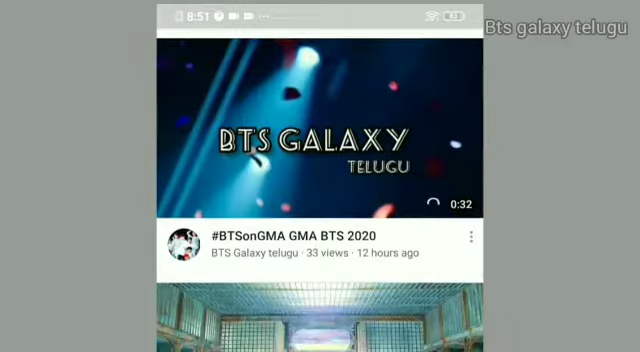 8:51
83
Bts galaxy telugu
BTS GALAXY
TELUGU
0:32
#BTSonGMA GMA BTS 2020
BTS Galaxy telugu · 33 views · 12 hours ago